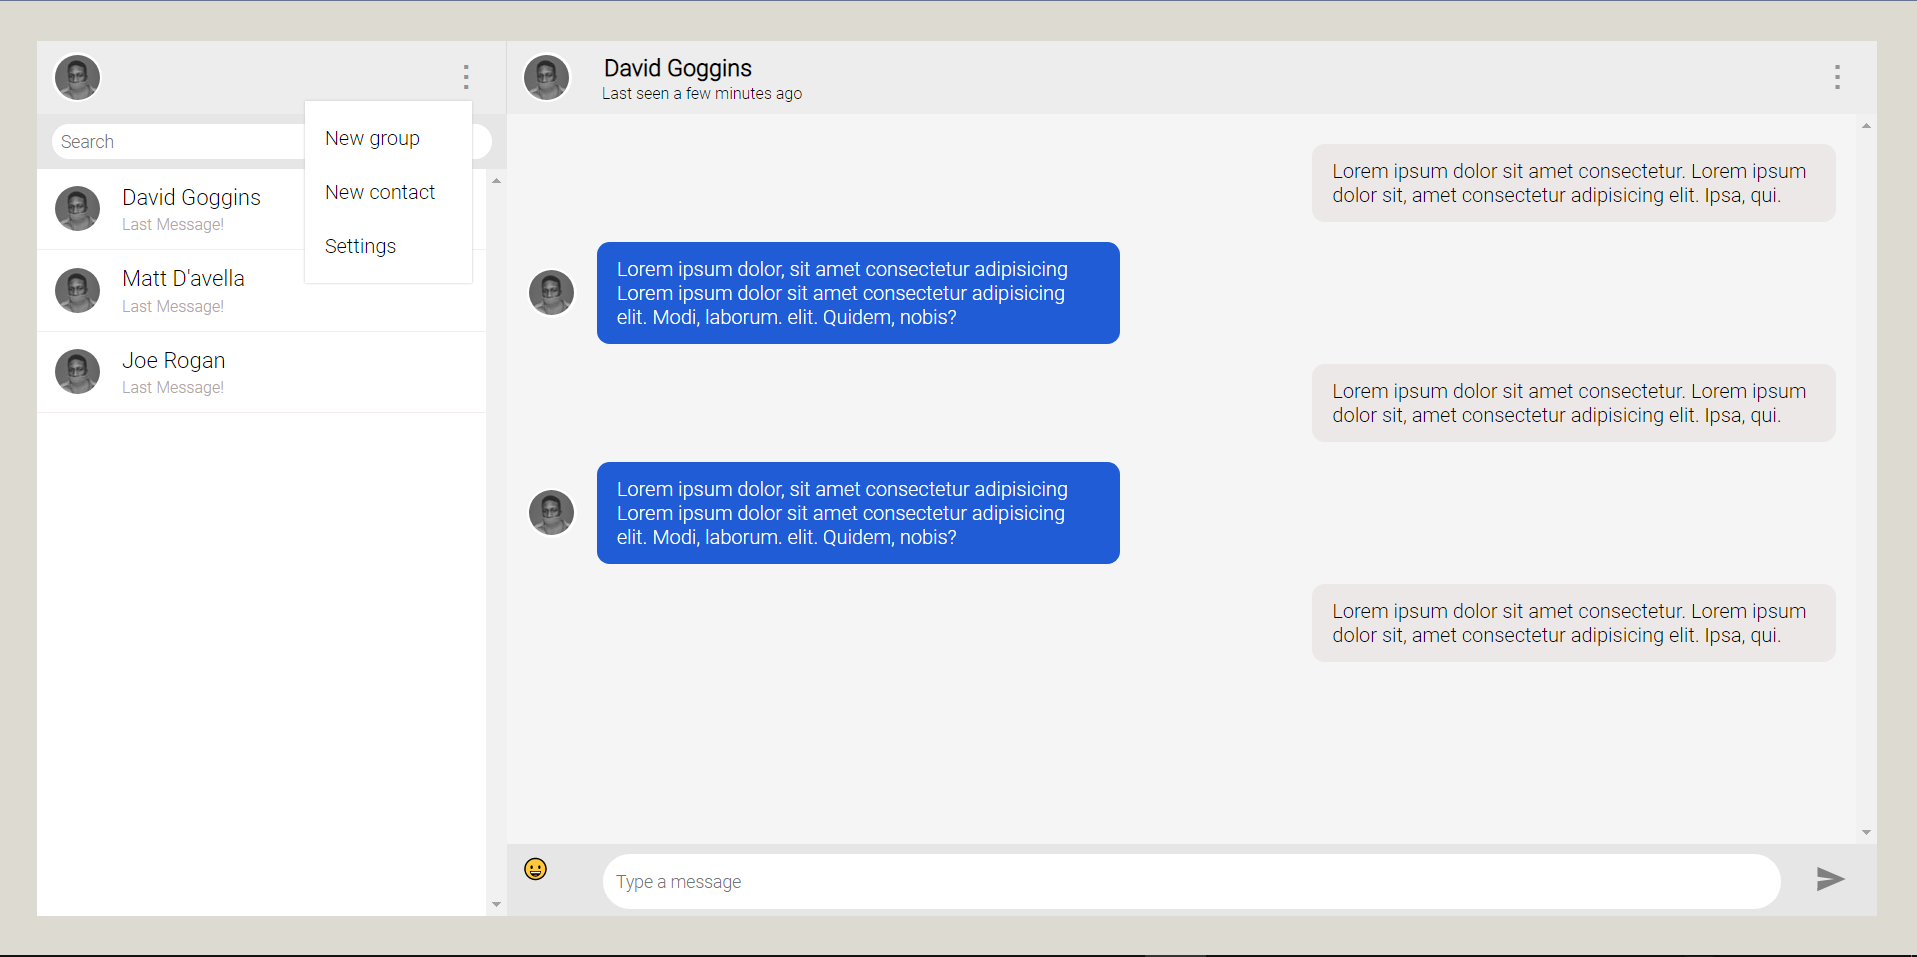 David Goggins
Last seen a few minutes ago
Search
New group
New contact
Settings
David Goggins
Last Message!
Matt D'avella
Last Message!
Joe Rogan
Last Message!
Lorem ipsum dolor sit amet consectetur. Lorem ipsum
dolor sit, amet consectetur adipisicing elit. Ipsa, qui.
Lorem ipsum dolor, sit amet consectetur adipisicing
Lorem ipsum dolor sit amet consectetur adipisicing
elit. Modi, laborum. elit. Quidem, nobis?
Lorem ipsum dolor sit amet consectetur. Lorem ipsum
dolor sit, amet consectetur adipisicing elit. Ipsa, qui.
Lorem ipsum dolor, sit amet consectetur adipisicing
Lorem ipsum dolor sit amet consectetur adipisicing
elit. Modi, laborum. elit. Quidem, nobis?
Lorem ipsum dolor sit amet consectetur. Lorem ipsum
dolor sit, amet consectetur adipisicing elit. Ipsa, qui.
Type a message